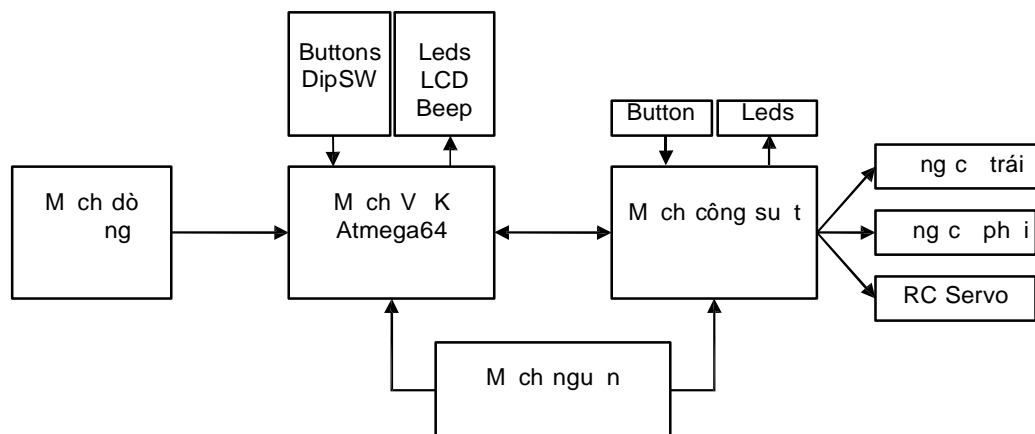 Buttons
DipSW
Leds
LCD
Beep
Button
Leds
M ch dò
ng
M ch V K
Atmega64
M ch công su t
ng c trái
ng c ph i
RC Servo
M ch ngu n